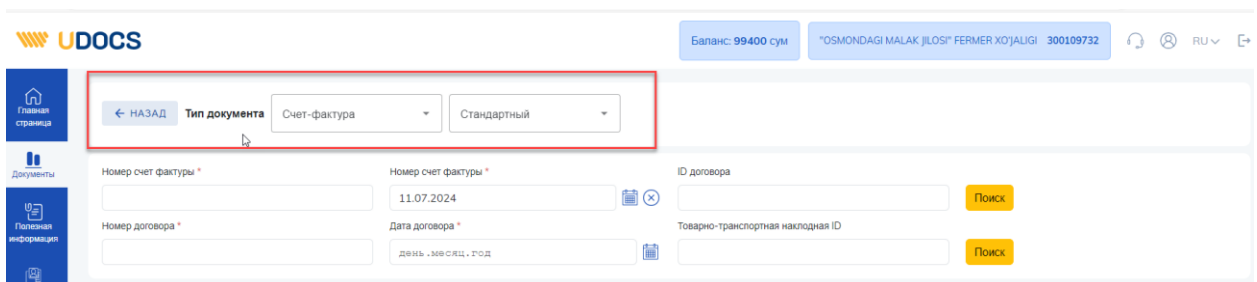 UDOCS
Баланс: 99400 сум
"OSMONDAGI MALAK JILOSI" FERMER XO'JALIGI 300109732
RU
Главная
страница
← НАЗАД Тип документа Счет-фактура Стандартный
Документы
Номер счет фактуры * Номер счет фактуры * ID договора
11.07.2024 Поиск
Полезная
информация
Номер договора * Дата договора * Товарно-транспортная накладная ID
день.месяц.год Поиск